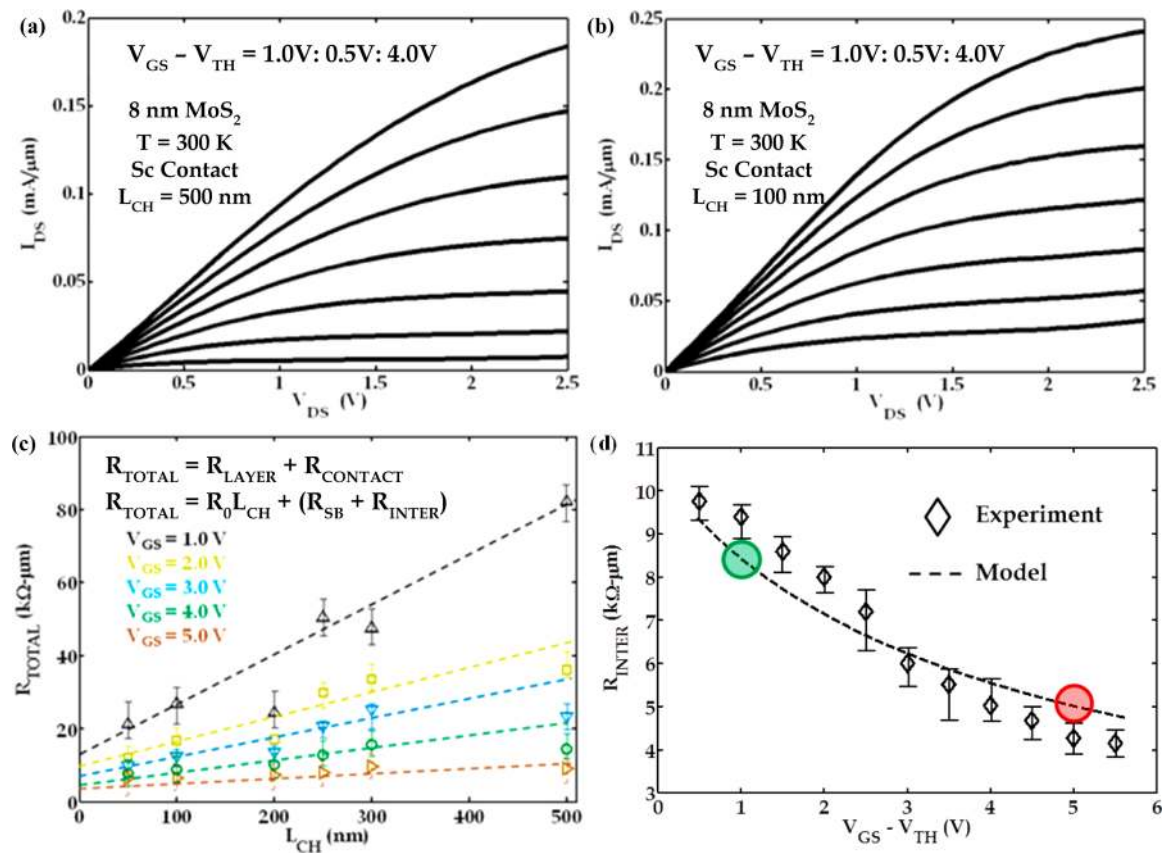 (a)
0.2
0.15
0.1
0.05
0
I_DS (mA/μm)
V_GS – V_TH = 1.0V: 0.5V: 4.0V
8 nm MoS₂
T = 300 K
Sc Contact
L_CH = 500 nm
0 0.5 1 1.5 2 2.5
V_DS (V)
(b)
0.25
0.2
0.15
0.1
0.05
0
I_DS (mA/μm)
V_GS – V_TH = 1.0V: 0.5V: 4.0V
8 nm MoS₂
T = 300 K
Sc Contact
L_CH = 100 nm
0 0.5 1 1.5 2 2.5
V_DS (V)
(c)
100
80
60
40
20
0
R_TOTAL (kΩ-μm)
R_TOTAL = R_LAYER + R_CONTACT
R_TOTAL = R₀L_CH + (R_SB + R_INTER)
V_GS = 1.0 V
V_GS = 2.0 V
V_GS = 3.0 V
V_GS = 4.0 V
V_GS = 5.0 V
0 100 200 300 400 500
L_CH (nm)
(d)
11
10
9
8
7
6
5
4
3
R_INTER (kΩ-μm)
Experiment
Model
0 1 2 3 4 5 6
V_GS - V_TH (V)